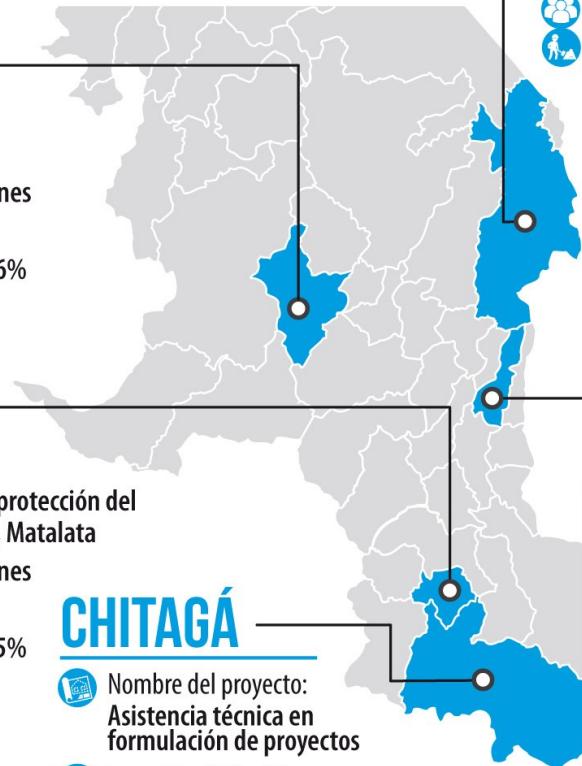 nes
6%
protección del
Matalata
nes
5%
CHITAGÁ
Nombre del proyecto:
Asistencia técnica en
formulación de proyectos